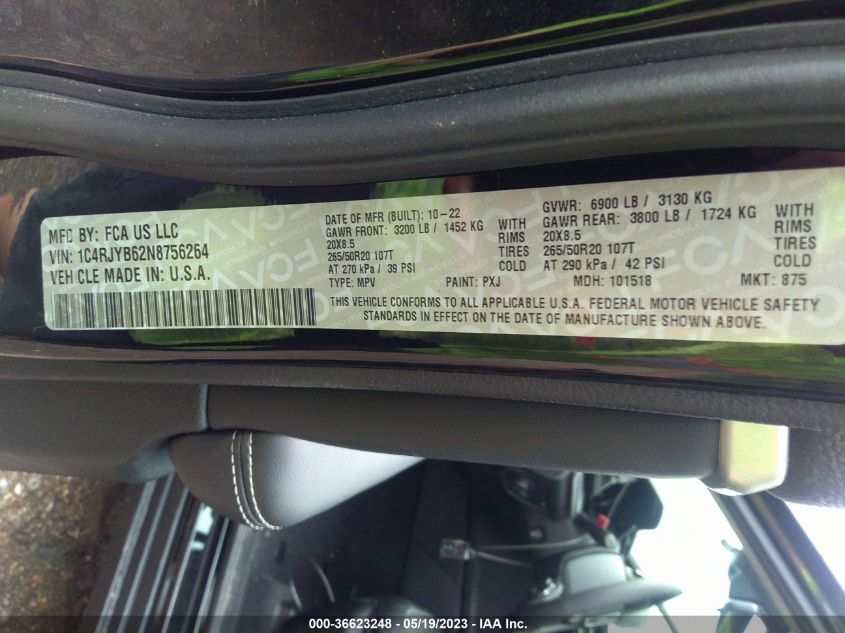 MFD BY: FCA US LLC
VIN: 1C4RJYB62N8756264
VEHICLE MADE IN: U.S.A.
DATE OF MFR (BUILT): 10-22
GAWR FRONT: 3200 LB / 1452 KG WITH
20X8.5 RIMS
265/50R20 107T TIRES
AT 270 kPa / 39 PSI COLD
TYPE: MPV
GVWR: 6900 LB / 3130 KG
GAWR REAR: 3800 LB / 1724 KG WITH
20X8.5 RIMS
265/50R20 107T TIRES
AT 290 kPa / 42 PSI COLD
PAINT: PXJ MDH: 101518 MKT: 875
THIS VEHICLE CONFORMS TO ALL APPLICABLE U.S.A. FEDERAL MOTOR VEHICLE SAFETY
STANDARDS IN EFFECT ON THE DATE OF MANUFACTURE SHOWN ABOVE.
000-36623248 - 05/19/2023 - IAA Inc.